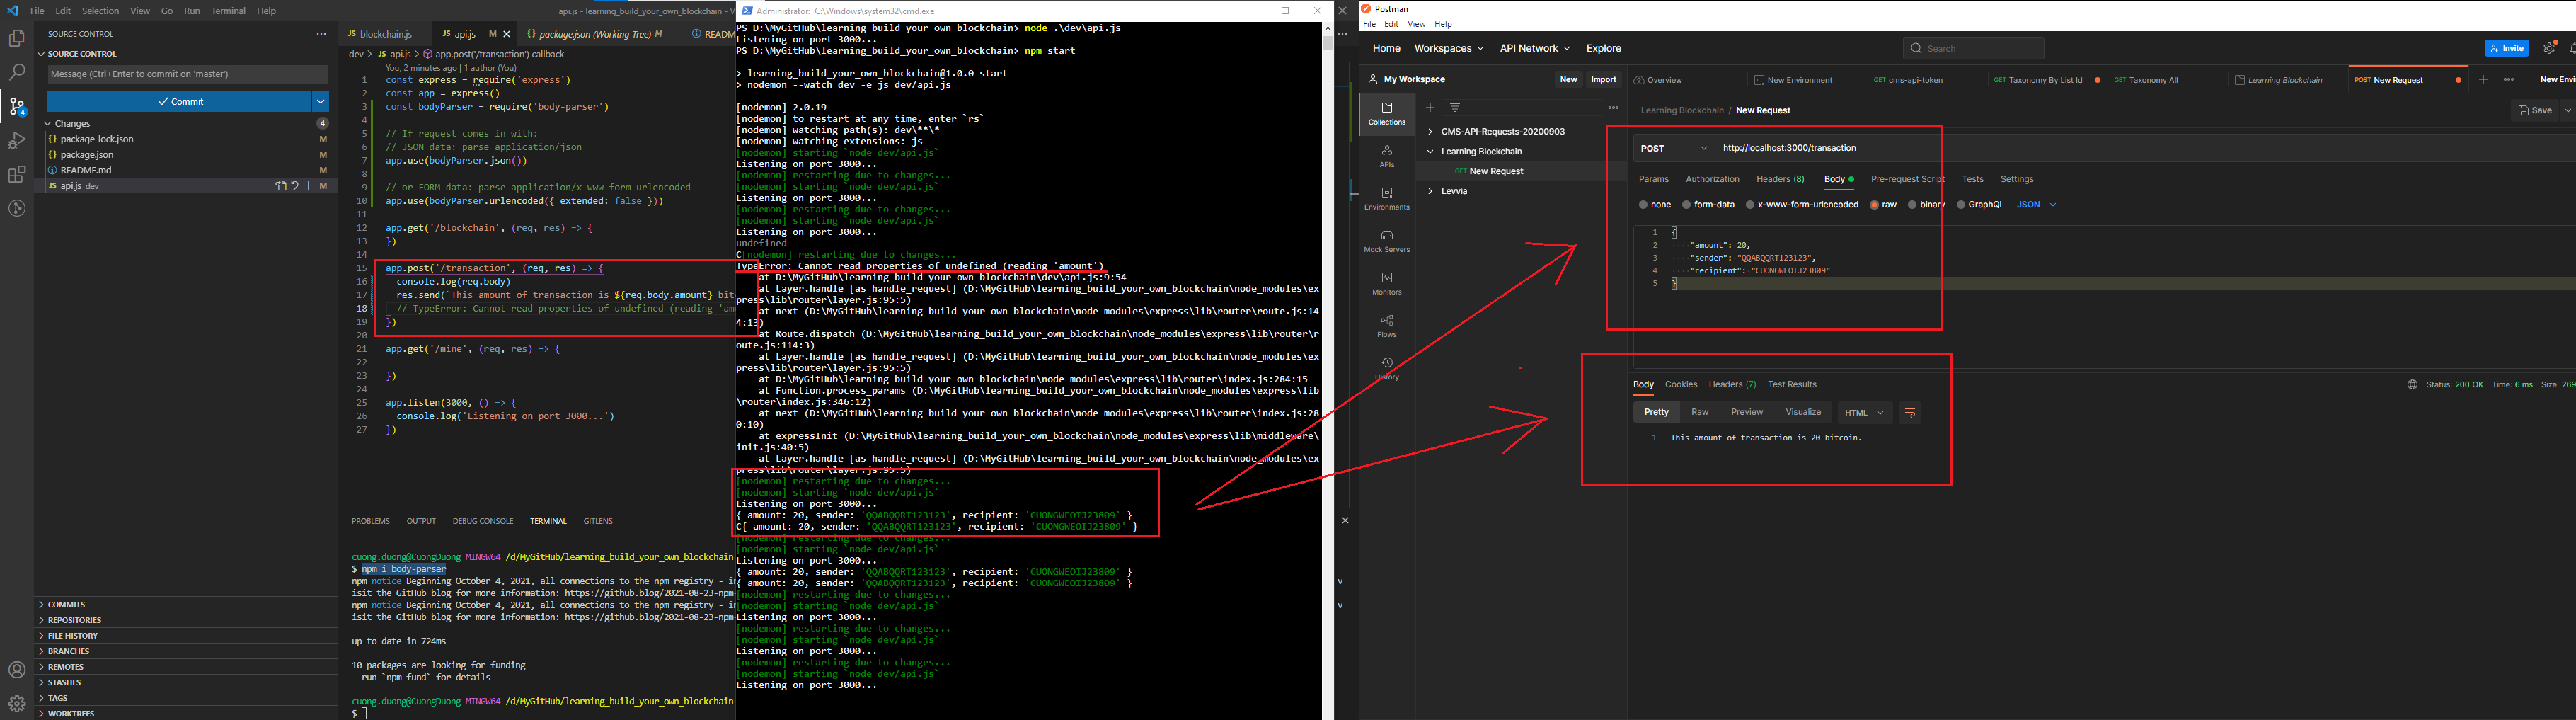 File Edit Selection View Go Run Terminal Help
api.js - learning_build_your_own_blockchain - V
SOURCE CONTROL
SOURCE CONTROL
Message (Ctrl+Enter to commit on 'master')
Commit
Changes 4
package-lock.json M
package.json M
README.md M
api.js dev M
COMMITS
REPOSITORIES
FILE HISTORY
BRANCHES
REMOTES
STASHES
TAGS
WORKTREES
blockchain.js api.js M package.json (Working Tree) M READM
dev > api.js > app.post('/transaction') callback
You, 2 minutes ago | 1 author (You)
1 const express = require('express')
2 const app = express()
3 const bodyParser = require('body-parser')
4
5 // If request comes in with:
6 // JSON data: parse application/json
7 app.use(bodyParser.json())
8
9 // or FORM data: parse application/x-www-form-urlencoded
10 app.use(bodyParser.urlencoded({ extended: false }))
11
12 app.get('/blockchain', (req, res) => {
13 })
14
15 app.post('/transaction', (req, res) => {
16 console.log(req.body)
17 res.send(`This amount of transaction is ${req.body.amount} bit
18 // TypeError: Cannot read properties of undefined (reading 'am
19 })
20
21 app.get('/mine', (req, res) => {
22
23 })
24
25 app.listen(3000, () => {
26 console.log('Listening on port 3000...')
27 })
PROBLEMS OUTPUT DEBUG CONSOLE TERMINAL GITLENS
cuong.duong@CuongDuong MINGW64 /d/MyGitHub/learning_build_your_own_blockchain
$ npm i body-parser
npm notice Beginning October 4, 2021, all connections to the npm registry - in
isit the GitHub blog for more information: https://github.blog/2021-08-23-npm-
npm notice Beginning October 4, 2021, all connections to the npm registry - in
isit the GitHub blog for more information: https://github.blog/2021-08-23-npm-
up to date in 724ms
10 packages are looking for funding
run `npm fund` for details
cuong.duong@CuongDuong MINGW64 /d/MyGitHub/learning_build_your_own_blockchain
$
Administrator: C:\Windows\system32\cmd.exe
PS D:\MyGitHub\learning_build_your_own_blockchain> node .\dev\api.js
Listening on port 3000...
PS D:\MyGitHub\learning_build_your_own_blockchain> npm start
> learning_build_your_own_blockchain@1.0.0 start
> nodemon --watch dev -e js dev/api.js
[nodemon] 2.0.19
[nodemon] to restart at any time, enter `rs`
[nodemon] watching path(s): dev\**\*
[nodemon] watching extensions: js
[nodemon] starting `node dev/api.js`
Listening on port 3000...
[nodemon] restarting due to changes...
[nodemon] starting `node dev/api.js`
Listening on port 3000...
[nodemon] restarting due to changes...
[nodemon] starting `node dev/api.js`
Listening on port 3000...
undefined
C[nodemon] restarting due to changes...
TypeError: Cannot read properties of undefined (reading 'amount')
at D:\MyGitHub\learning_build_your_own_blockchain\dev\api.js:9:54
at Layer.handle [as handle_request] (D:\MyGitHub\learning_build_your_own_blockchain\node_modules\ex
press\lib\router\layer.js:95:5)
at next (D:\MyGitHub\learning_build_your_own_blockchain\node_modules\express\lib\router\route.js:14
4:13)
at Route.dispatch (D:\MyGitHub\learning_build_your_own_blockchain\node_modules\express\lib\router\r
oute.js:114:3)
at Layer.handle [as handle_request] (D:\MyGitHub\learning_build_your_own_blockchain\node_modules\ex
press\lib\router\layer.js:95:5)
at D:\MyGitHub\learning_build_your_own_blockchain\node_modules\express\lib\router\index.js:284:15
at Function.process_params (D:\MyGitHub\learning_build_your_own_blockchain\node_modules\express\lib
\router\index.js:346:12)
at next (D:\MyGitHub\learning_build_your_own_blockchain\node_modules\express\lib\router\index.js:28
0:10)
at expressInit (D:\MyGitHub\learning_build_your_own_blockchain\node_modules\express\lib\middleware\
init.js:40:5)
at Layer.handle [as handle_request] (D:\MyGitHub\learning_build_your_own_blockchain\node_modules\ex
press\lib\router\layer.js:95:5)
[nodemon] restarting due to changes...
[nodemon] starting `node dev/api.js`
Listening on port 3000...
{ amount: 20, sender: 'QQABQQRT123123', recipient: 'CUONGWEOIJ23809' }
C{ amount: 20, sender: 'QQABQQRT123123', recipient: 'CUONGWEOIJ23809' }
[nodemon] restarting due to changes...
[nodemon] starting `node dev/api.js`
Listening on port 3000...
{ amount: 20, sender: 'QQABQQRT123123', recipient: 'CUONGWEOIJ23809' }
{ amount: 20, sender: 'QQABQQRT123123', recipient: 'CUONGWEOIJ23809' }
[nodemon] restarting due to changes...
[nodemon] starting `node dev/api.js`
Listening on port 3000...
[nodemon] restarting due to changes...
[nodemon] starting `node dev/api.js`
Listening on port 3000...
[nodemon] restarting due to changes...
[nodemon] starting `node dev/api.js`
Listening on port 3000...
Postman
File Edit View Help
Home Workspaces API Network Explore Search Invite
My Workspace New Import
Overview New Environment GET cms-api-token GET Taxonomy By List Id GET Taxonomy All Learning Blockchain POST New Request New Envi
Collections
APIs
Environments
Mock Servers
Monitors
Flows
History
CMS-API-Requests-20200903
Learning Blockchain
GET New Request
Levvia
Learning Blockchain / New Request Save
POST http://localhost:3000/transaction
Params Authorization Headers (8) Body Pre-request Script Tests Settings
none form-data x-www-form-urlencoded raw binary GraphQL JSON
1 {
2 "amount": 20,
3 "sender": "QQABQQRT123123",
4 "recipient": "CUONGWEOIJ23809"
5 }
Body Cookies Headers (7) Test Results Status: 200 OK Time: 6 ms Size: 269
Pretty Raw Preview Visualize HTML
1 This amount of transaction is 20 bitcoin.